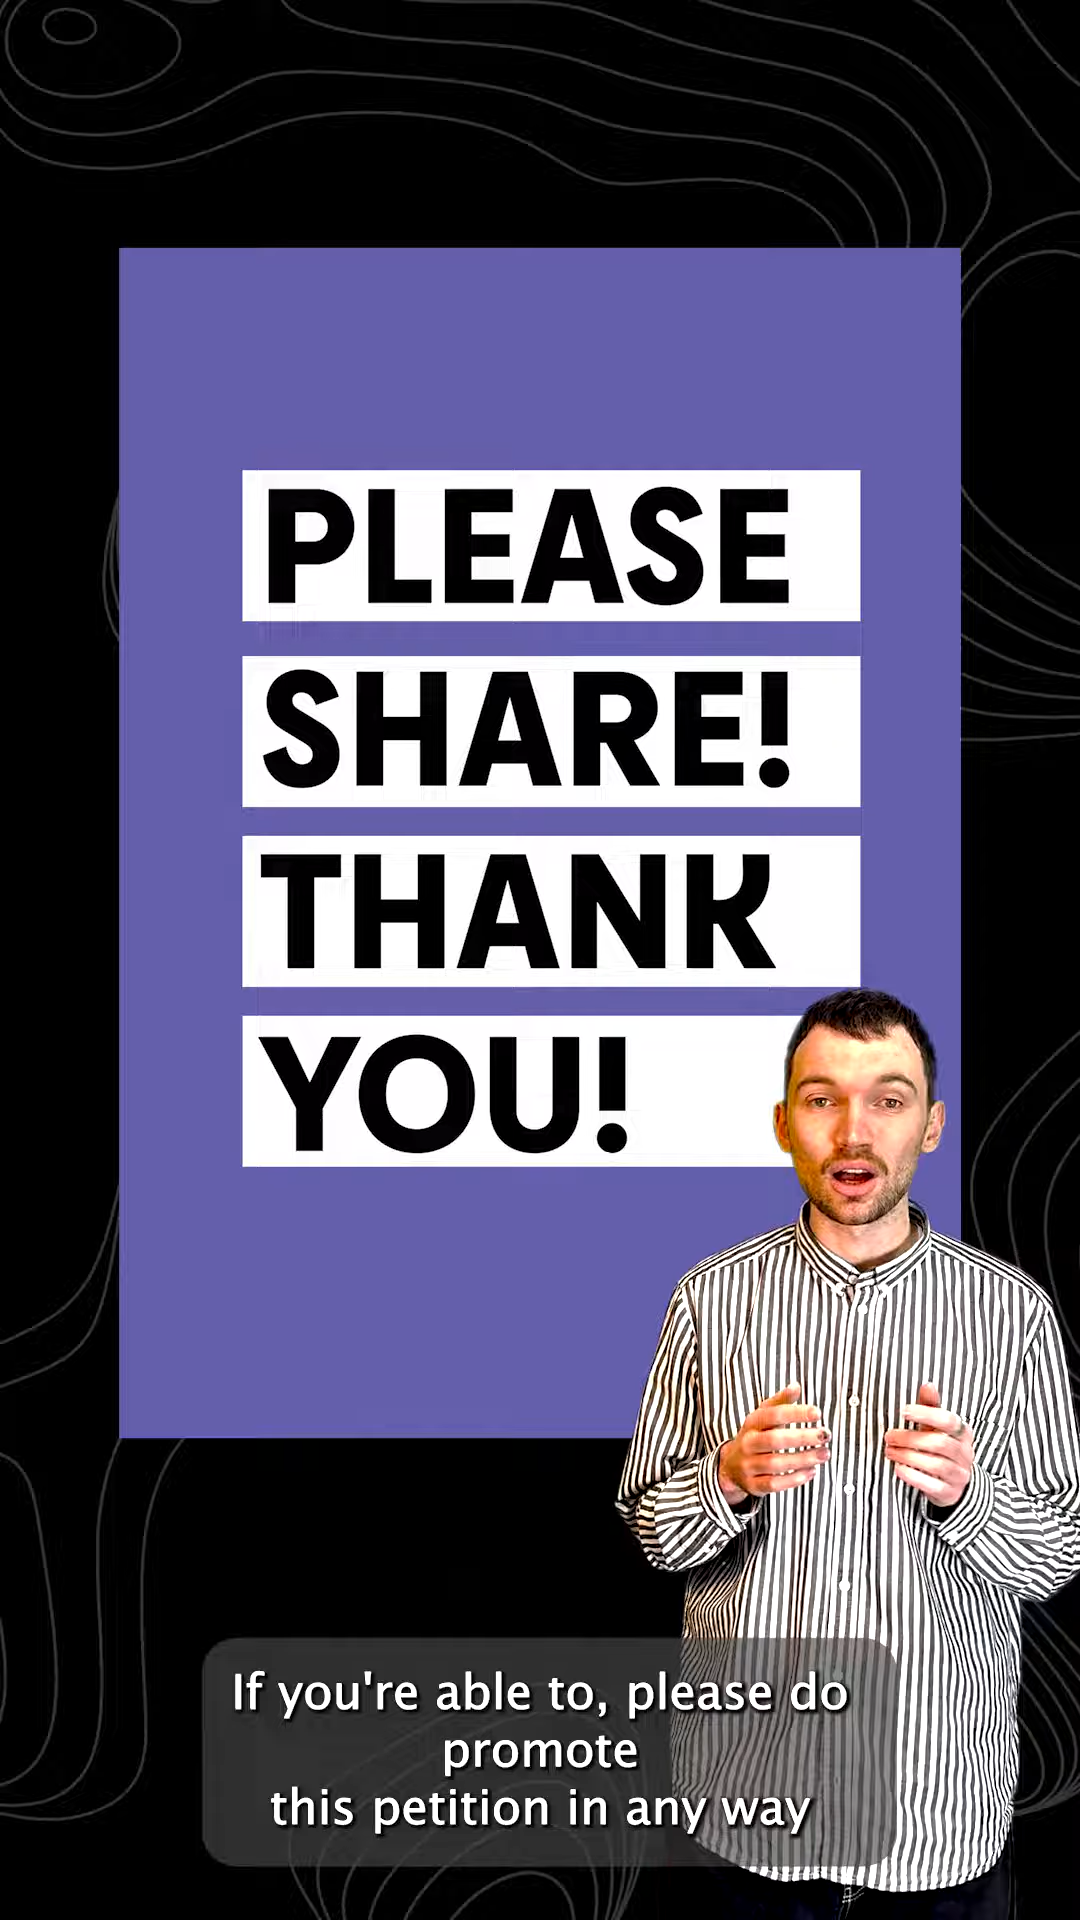 PLEASE
SHARE!
THANK
YOU!
If you're able to, please do
promote
this petition in any way